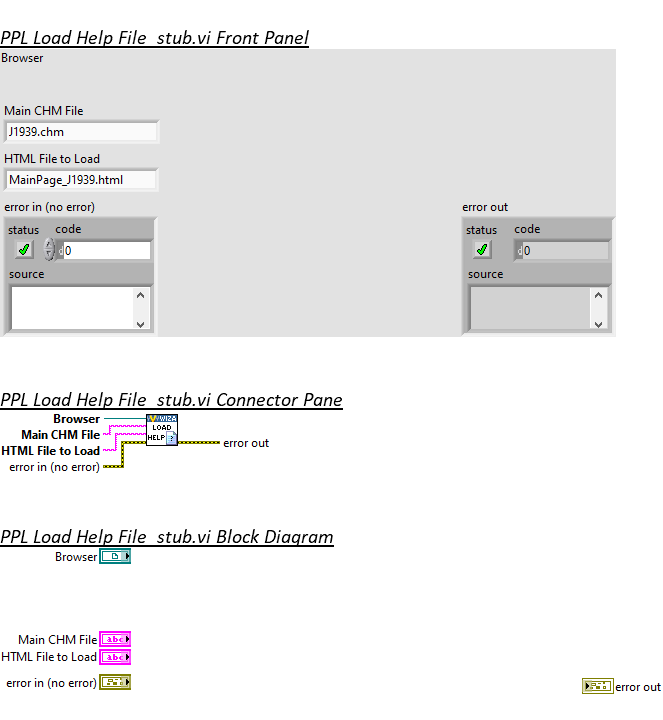 PPL Load Help File_stub.vi Front Panel
Browser
Main CHM File
J1939.chm
HTML File to Load
MainPage_J1939.html
error in (no error)
error out
status code
0
source
status code
0
source
PPL Load Help File_stub.vi Connector Pane
Browser
Main CHM File
HTML File to Load
error in (no error)
LOAD
HELP ?
error out
PPL Load Help File_stub.vi Block Diagram
Browser
Main CHM File abc
HTML File to Load abc
error in (no error)
error out